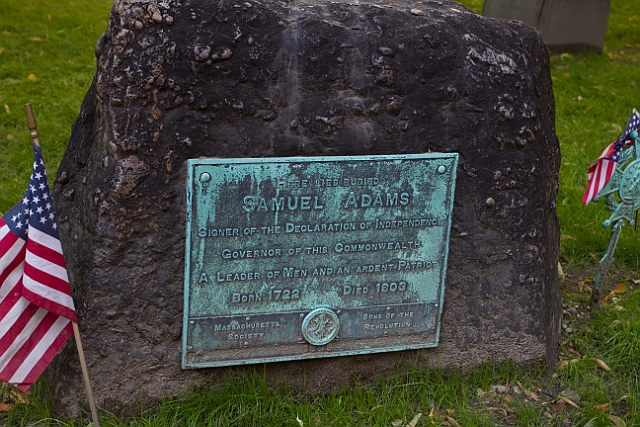 Here lies buried
Samuel Adams
Signer of the Declaration of Independence
Governor of this Commonwealth
A Leader of Men and an ardent Patriot
Born 1722 Died 1803
Massachusetts Society
Sons of the Revolution